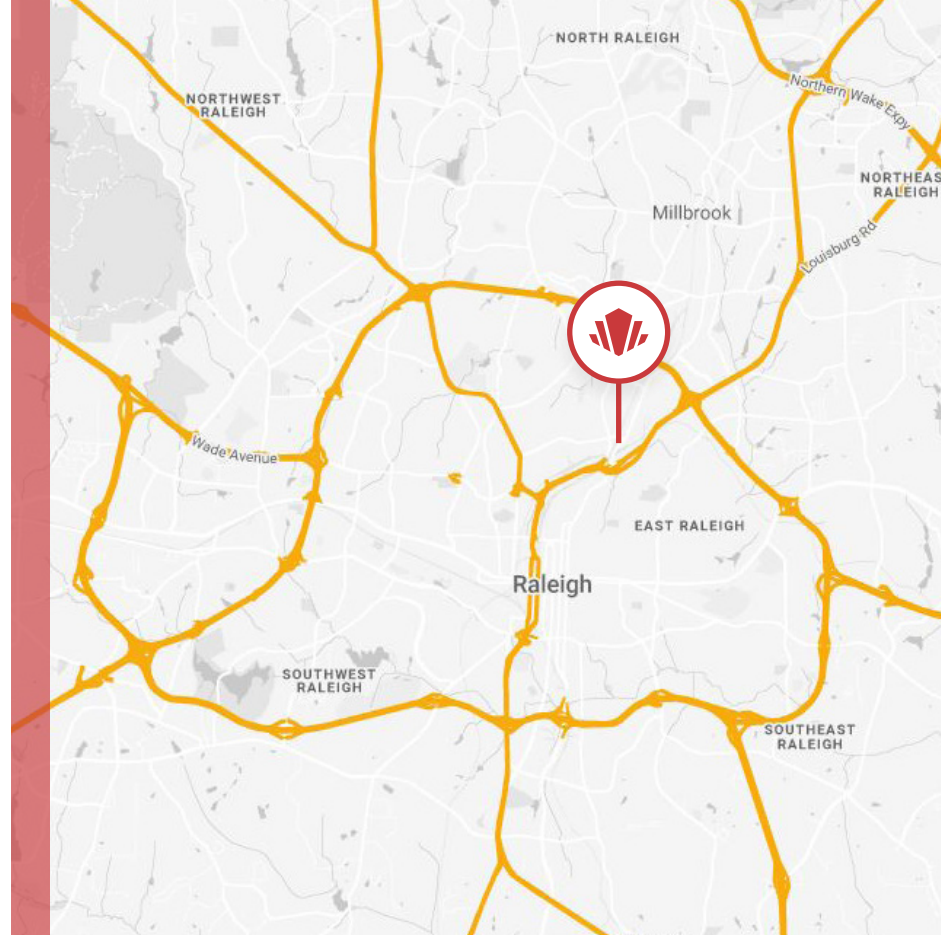 NORTH RALEIGH
NORTHWEST
RALEIGH
Northern Wake Expy
NORTHEAS
RALEIGH
Millbrook
Louisburg Rd
Wade Avenue
EAST RALEIGH
Raleigh
SOUTHWEST
RALEIGH
SOUTHEAST
RALEIGH